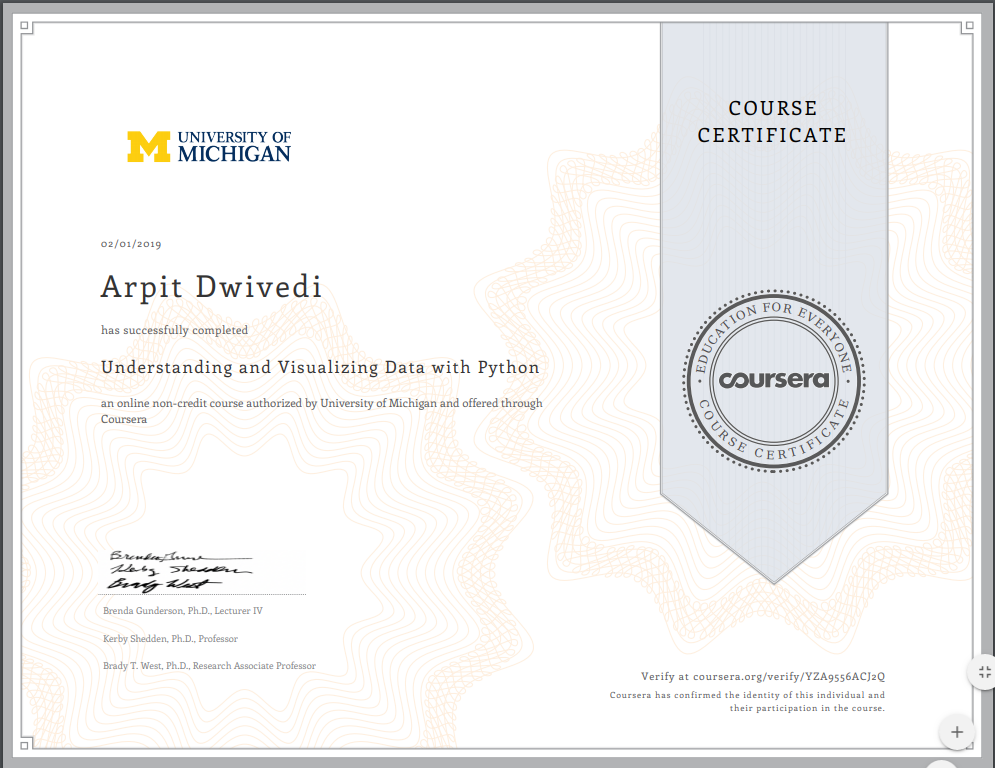 COURSE
CERTIFICATE
UNIVERSITY OF
MICHIGAN
02/01/2019
Arpit Dwivedi
has successfully completed
Understanding and Visualizing Data with Python
an online non-credit course authorized by University of Michigan and offered through
Coursera
EDUCATION FOR EVERYONE
coursera
COURSE CERTIFICATE
Kerby Shedden
Brady West
Brenda Gunderson, Ph.D., Lecturer IV
Kerby Shedden, Ph.D., Professor
Brady T. West, Ph.D., Research Associate Professor
Verify at coursera.org/verify/YZA9556ACJ2Q
Coursera has confirmed the identity of this individual and
their participation in the course.